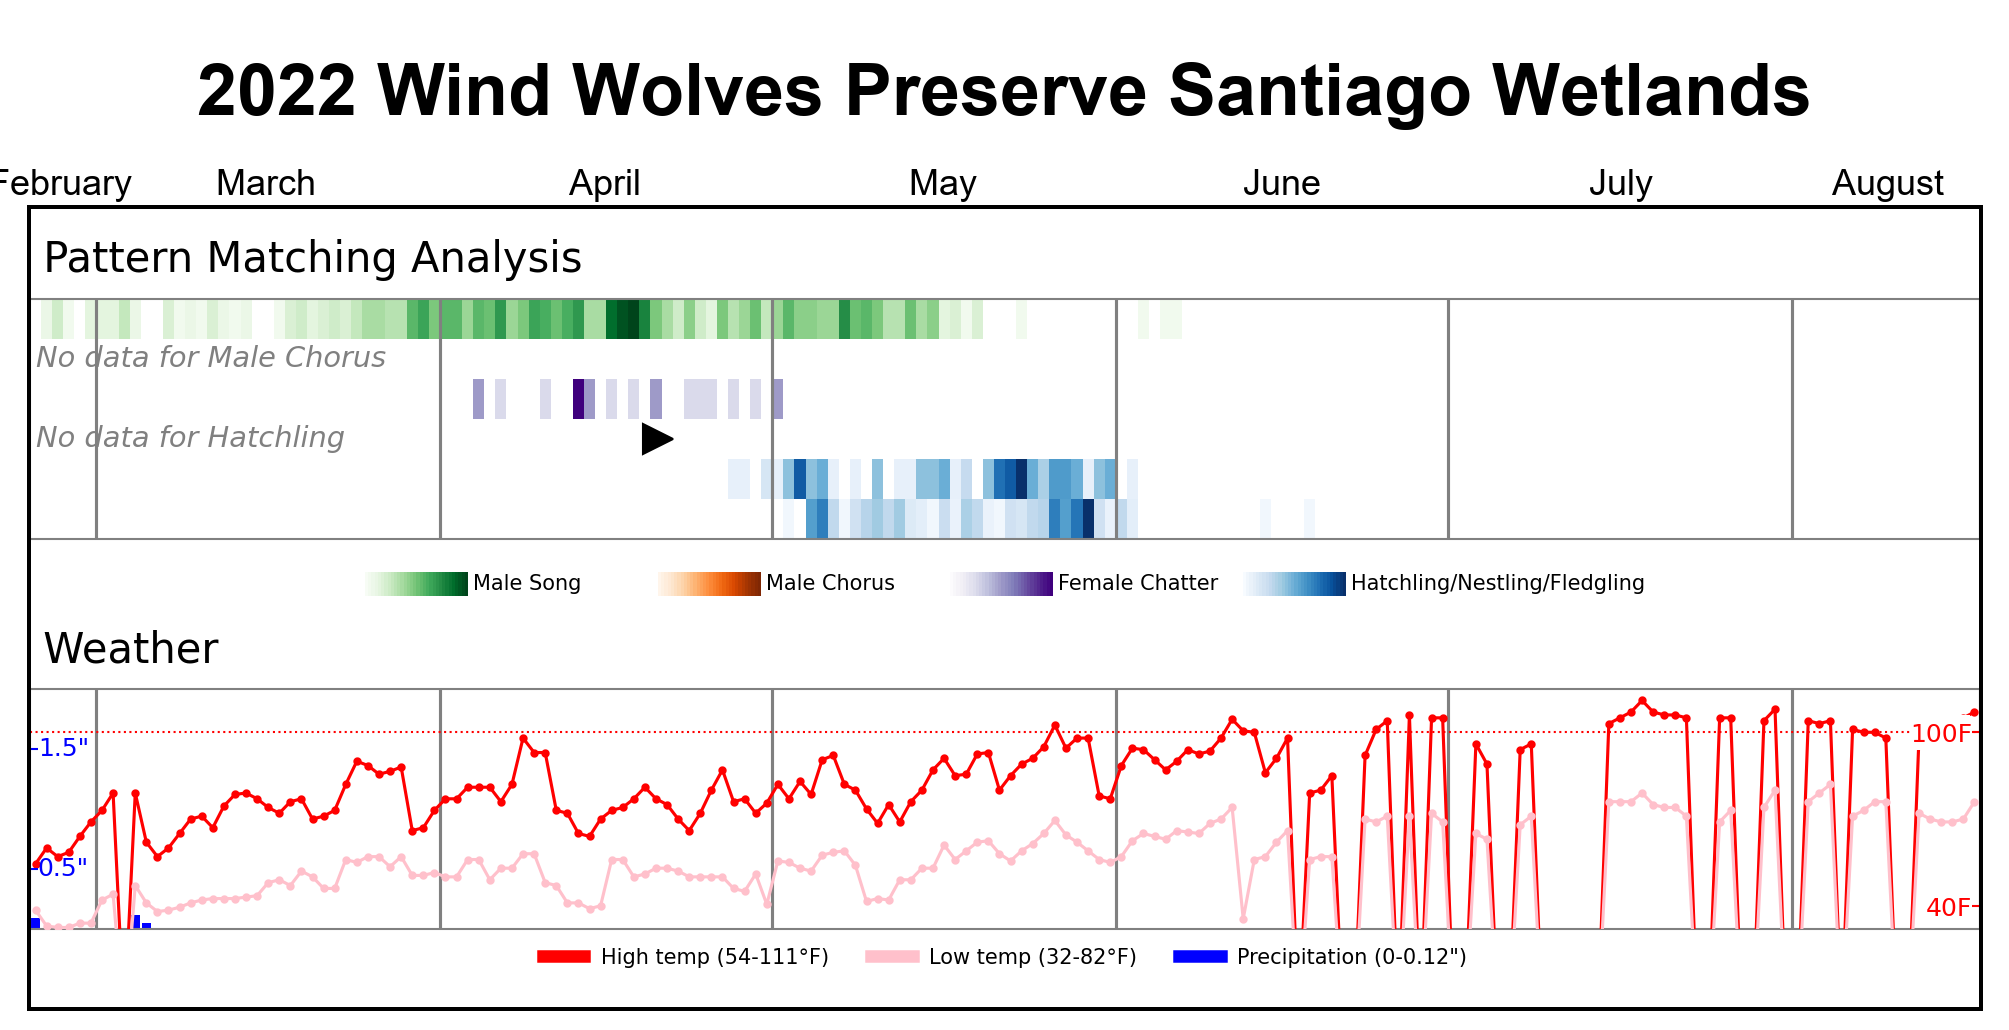 2022 Wind Wolves Preserve Santiago Wetlands
February March April May June July August
Pattern Matching Analysis
No data for Male Chorus
No data for Hatchling
Male Song Male Chorus Female Chatter Hatchling/Nestling/Fledgling
Weather
1.5" 100F
0.5" 40F
High temp (54-111°F) Low temp (32-82°F) Precipitation (0-0.12")